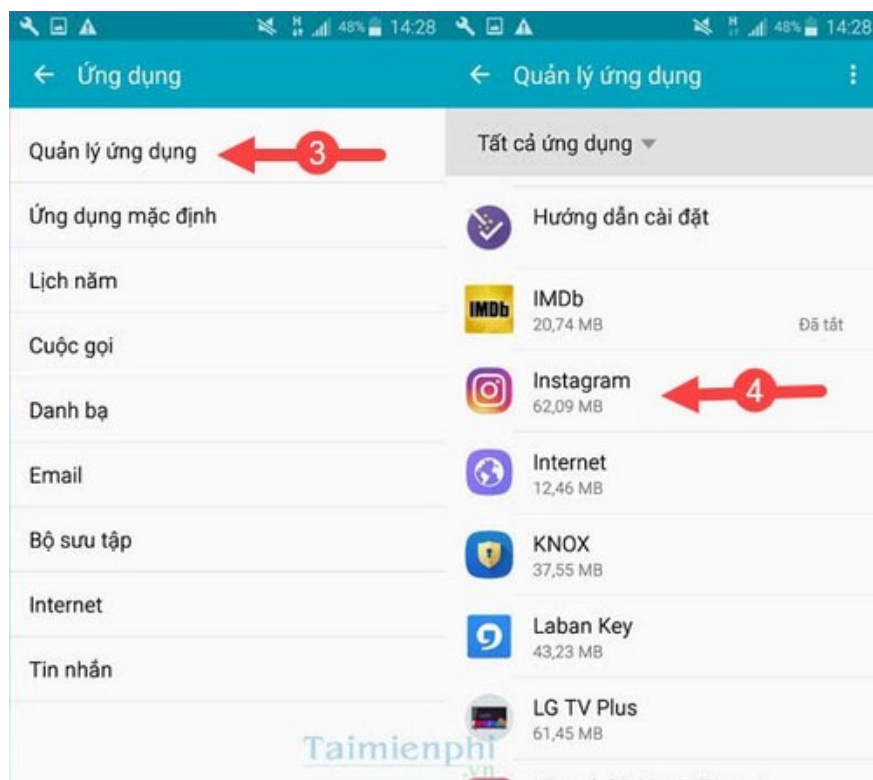 48% 14:28
Ứng dụng
Quản lý ứng dụng
3
Ứng dụng mặc định
Lịch năm
Cuộc gọi
Danh bạ
Email
Bộ sưu tập
Internet
Tin nhắn
48% 14:28
Quản lý ứng dụng
Tất cả ứng dụng
Hướng dẫn cài đặt
IMDb
IMDb
20,74 MB
Đã tắt
Instagram
62,09 MB
4
Internet
12,46 MB
KNOX
37,55 MB
Laban Key
43,23 MB
LG TV Plus
61,45 MB
Taimienphi
.vn